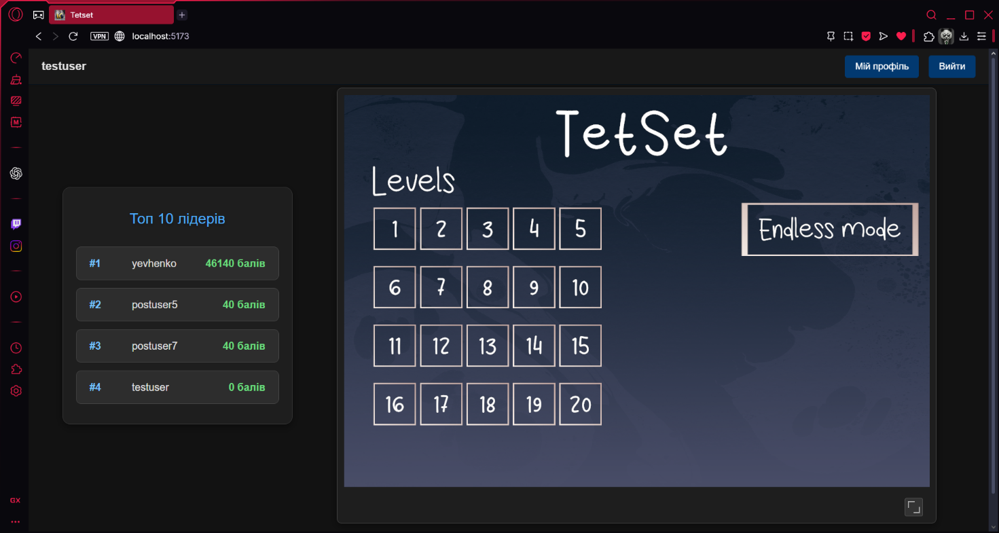 Tetset
VPN
localhost:5173
M
testuser
Мій профіль
Вийти
TetSet
Levels
1 2 3 4 5
Endless mode
6 7 8 9 10
11 12 13 14 15
16 17 18 19 20
Топ 10 лідерів
#1 yevhenko 46140 балів
#2 postuser5 40 балів
#3 postuser7 40 балів
#4 testuser 0 балів
GX